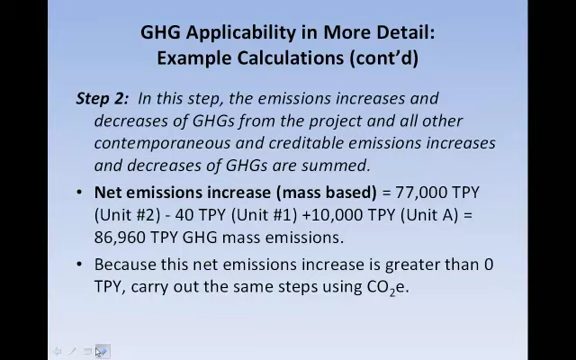 GHG Applicability in More Detail:
Example Calculations (cont'd)
Step 2: In this step, the emissions increases and
decreases of GHGs from the project and all other
contemporaneous and creditable emissions increases
and decreases of GHGs are summed.
• Net emissions increase (mass based) = 77,000 TPY
(Unit #2) - 40 TPY (Unit #1) +10,000 TPY (Unit A) =
86,960 TPY GHG mass emissions.
• Because this net emissions increase is greater than 0
TPY, carry out the same steps using CO₂e.